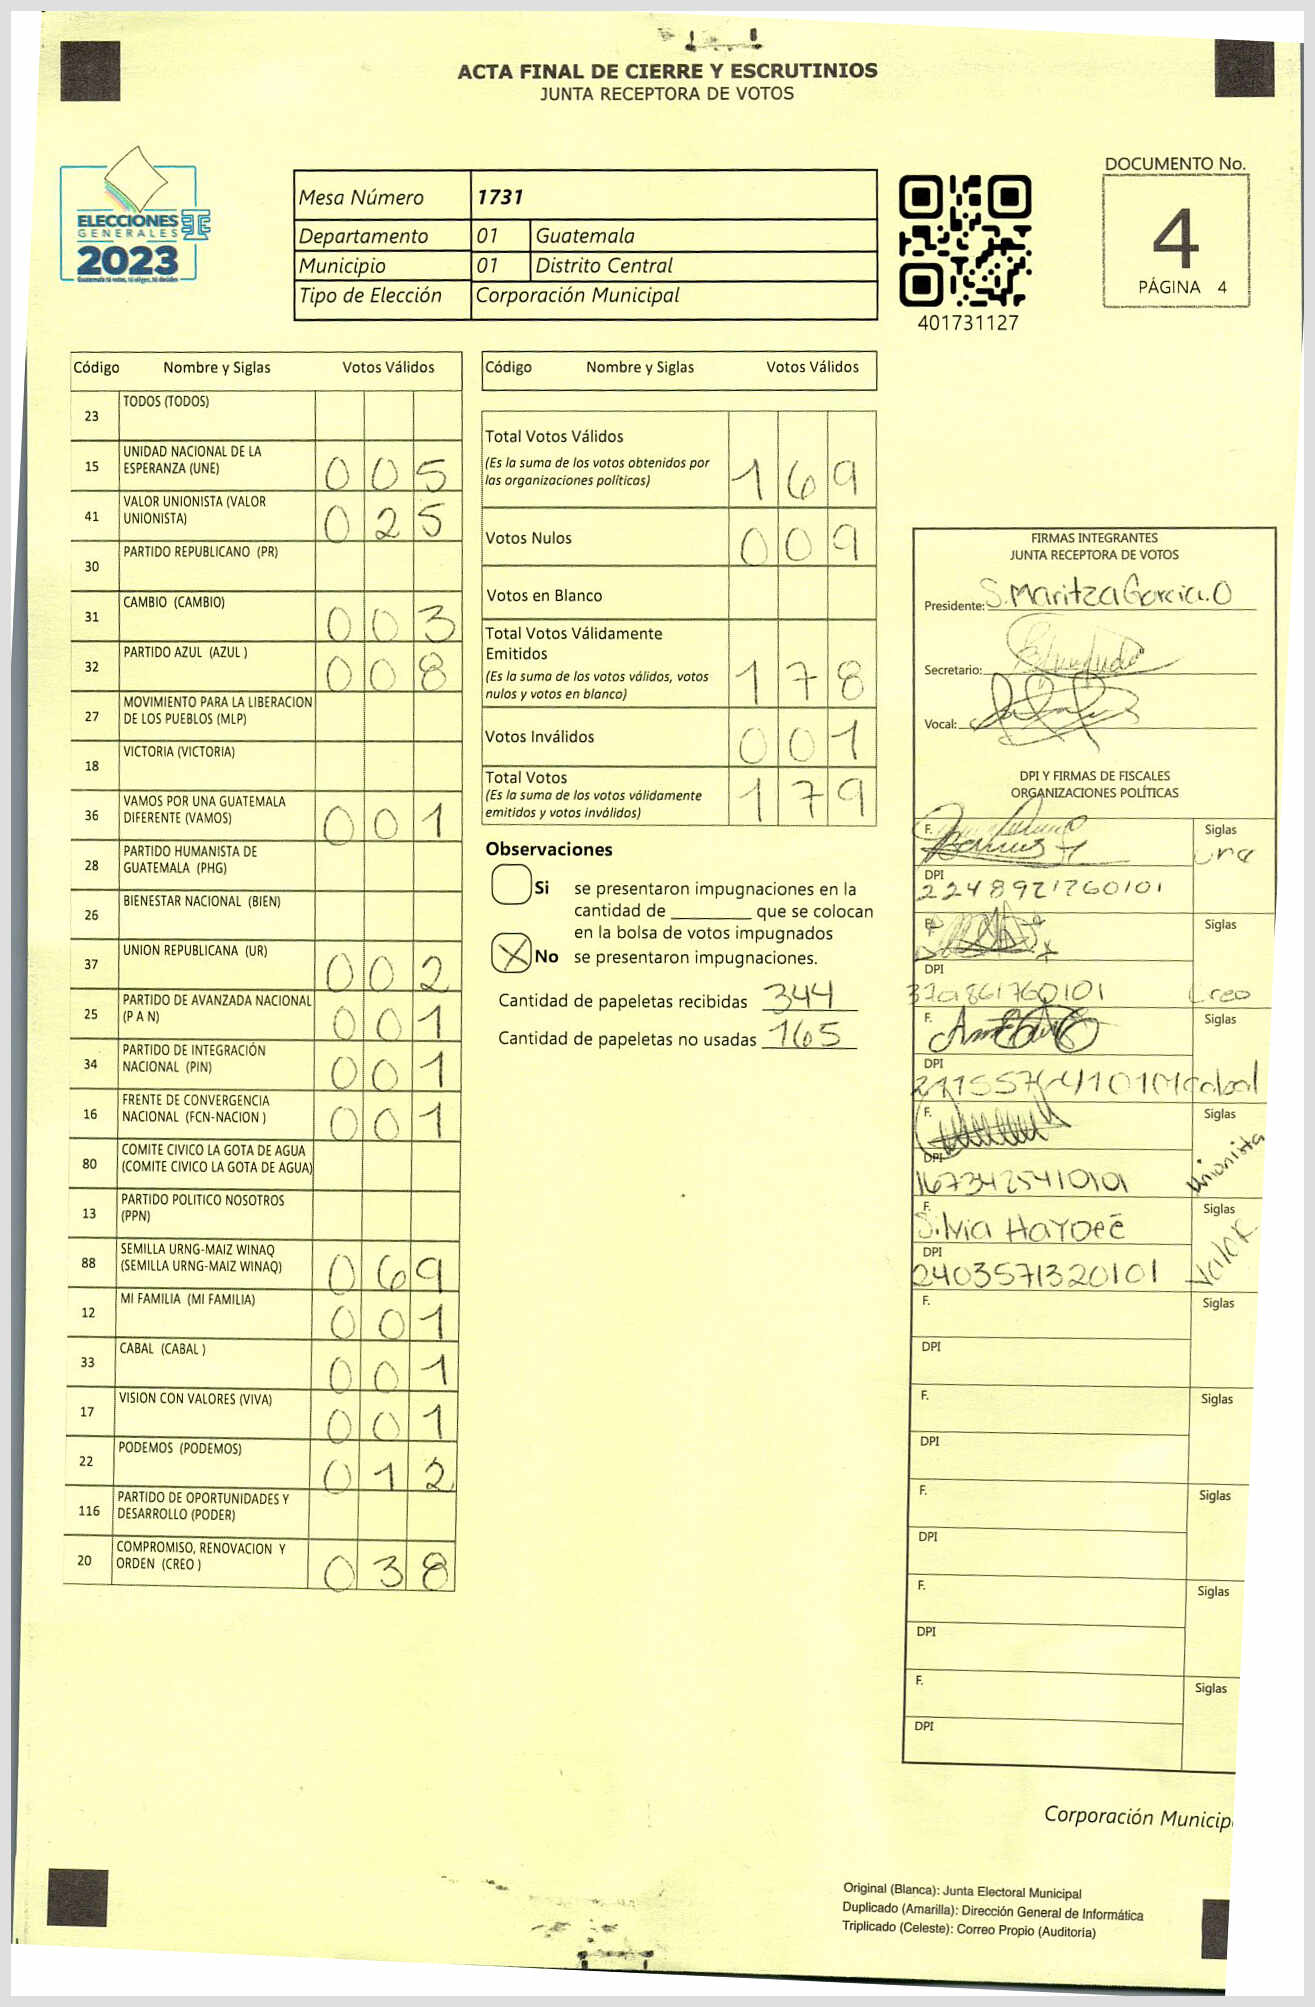 ACTA FINAL DE CIERRE Y ESCRUTINIOS
JUNTA RECEPTORA DE VOTOS
ELECCIONES
GENERALES
2023
Mesa Número 1731
Departamento 01 Guatemala
Municipio 01 Distrito Central
Tipo de Elección Corporación Municipal
401731127
DOCUMENTO No.
4
PÁGINA 4
Código Nombre y Siglas Votos Válidos
23 TODOS (TODOS)
15 UNIDAD NACIONAL DE LA
ESPERANZA (UNE) 0 0 5
41 VALOR UNIONISTA (VALOR
UNIONISTA) 0 2 5
30 PARTIDO REPUBLICANO (PR)
31 CAMBIO (CAMBIO) 0 0 3
32 PARTIDO AZUL (AZUL ) 0 0 8
27 MOVIMIENTO PARA LA LIBERACION
DE LOS PUEBLOS (MLP)
18 VICTORIA (VICTORIA)
36 VAMOS POR UNA GUATEMALA
DIFERENTE (VAMOS) 0 0 1
28 PARTIDO HUMANISTA DE
GUATEMALA (PHG)
26 BIENESTAR NACIONAL (BIEN)
37 UNION REPUBLICANA (UR) 0 0 2
25 PARTIDO DE AVANZADA NACIONAL
(P A N) 0 0 1
34 PARTIDO DE INTEGRACIÓN
NACIONAL (PIN) 0 0 1
16 FRENTE DE CONVERGENCIA
NACIONAL (FCN-NACION ) 0 0 1
80 COMITE CIVICO LA GOTA DE AGUA
(COMITE CIVICO LA GOTA DE AGUA)
13 PARTIDO POLITICO NOSOTROS
(PPN)
88 SEMILLA URNG-MAIZ WINAQ
(SEMILLA URNG-MAIZ WINAQ) 0 6 9
12 MI FAMILIA (MI FAMILIA) 0 0 1
33 CABAL (CABAL ) 0 0 1
17 VISION CON VALORES (VIVA) 0 0 1
22 PODEMOS (PODEMOS) 0 1 2
116 PARTIDO DE OPORTUNIDADES Y
DESARROLLO (PODER)
20 COMPROMISO, RENOVACION Y
ORDEN (CREO ) 0 3 8
Código Nombre y Siglas Votos Válidos
Total Votos Válidos
(Es la suma de los votos obtenidos por
las organizaciones políticas) 1 6 9
Votos Nulos 0 0 9
Votos en Blanco
Total Votos Válidamente
Emitidos
(Es la suma de los votos válidos, votos
nulos y votos en blanco) 1 7 8
Votos Inválidos 0 0 1
Total Votos
(Es la suma de los votos válidamente
emitidos y votos inválidos) 1 7 9
Observaciones
Si se presentaron impugnaciones en la
cantidad de ________ que se colocan
en la bolsa de votos impugnados
X No se presentaron impugnaciones.
Cantidad de papeletas recibidas 344
Cantidad de papeletas no usadas 165
FIRMAS INTEGRANTES
JUNTA RECEPTORA DE VOTOS
Presidente: S. Maritza Garcia. O
Secretario:
Vocal:
DPI Y FIRMAS DE FISCALES
ORGANIZACIONES POLÍTICAS
F. Siglas
DPI
F. Siglas
DPI
Creo
F. Siglas
DPI
F. Siglas
DPI
1673425410101 Unionista
F. Siglas
Silvia Haydeé
DPI Valor
2403571320101
F. Siglas
DPI
F. Siglas
DPI
F. Siglas
DPI
F. Siglas
DPI
F. Siglas
DPI
Corporación Municip
Original (Blanca): Junta Electoral Municipal
Duplicado (Amarilla): Dirección General de Informática
Triplicado (Celeste): Correo Propio (Auditoría)